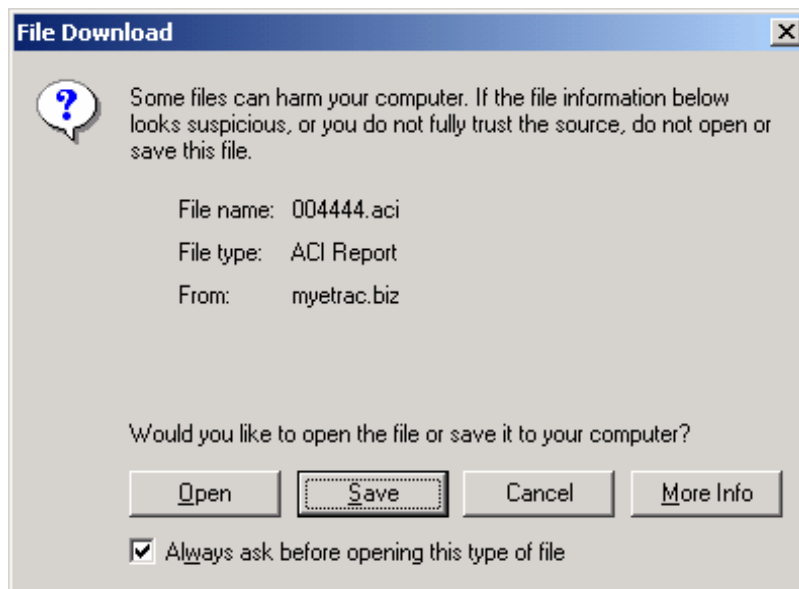 File Download
Some files can harm your computer. If the file information below
looks suspicious, or you do not fully trust the source, do not open or
save this file.
File name: 004444.aci
File type: ACI Report
From: myetrac.biz
Would you like to open the file or save it to your computer?
Open Save Cancel More Info
Always ask before opening this type of file